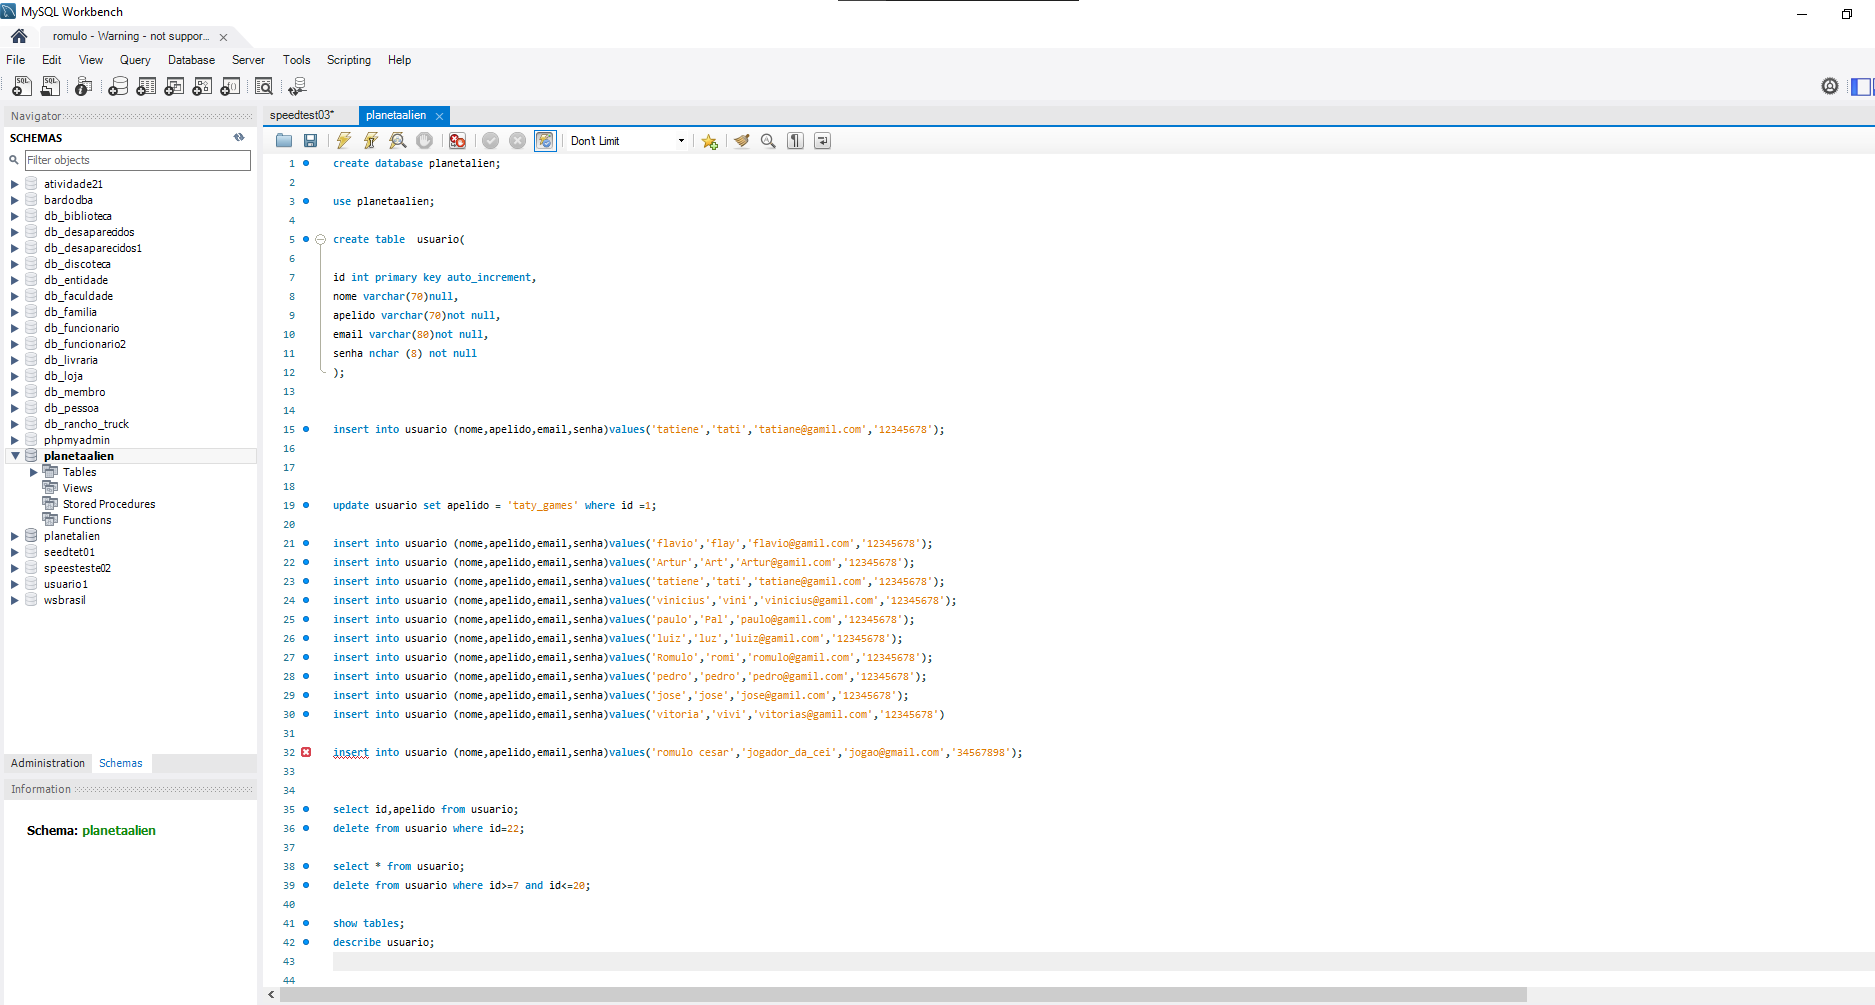 MySQL Workbench
romulo - Warning - not suppor...
File Edit View Query Database Server Tools Scripting Help
Navigator
SCHEMAS
Filter objects
atividade21
bardodba
db_biblioteca
db_desapareddos
db_desaparecidos1
db_discoteca
db_entidade
db_faculdade
db_familia
db_funcionario
db_funcionario2
db_livraria
db_loja
db_membro
db_pessoa
db_rancho_truck
phpmyadmin
planetaalien
Tables
Views
Stored Procedures
Functions
planetalien
seedtet01
speesteste02
usuario1
wsbrasil
Administration Schemas
Information
Schema: planetaalien
speedtest03* planetaalien
Don't Limit
1 create database planetalien;
2
3 use planetaalien;
4
5 create table  usuario(
6
7 id int primary key auto_increment,
8 nome varchar(70)null,
9 apelido varchar(70)not null,
10 email varchar(80)not null,
11 senha nchar (8) not null
12 );
13
14
15 insert into usuario (nome,apelido,email,senha)values('tatiene','tati','tatiane@gamil.com','12345678');
16
17
18
19 update usuario set apelido = 'taty_games' where id =1;
20
21 insert into usuario (nome,apelido,email,senha)values('flavio','flay','flavio@gamil.com','12345678');
22 insert into usuario (nome,apelido,email,senha)values('Artur','Art','Artur@gamil.com','12345678');
23 insert into usuario (nome,apelido,email,senha)values('tatiene','tati','tatiane@gamil.com','12345678');
24 insert into usuario (nome,apelido,email,senha)values('vinicius','vini','vinicius@gamil.com','12345678');
25 insert into usuario (nome,apelido,email,senha)values('paulo','Pal','paulo@gamil.com','12345678');
26 insert into usuario (nome,apelido,email,senha)values('luiz','luz','luiz@gamil.com','12345678');
27 insert into usuario (nome,apelido,email,senha)values('Romulo','romi','romulo@gamil.com','12345678');
28 insert into usuario (nome,apelido,email,senha)values('pedro','pedro','pedro@gamil.com','12345678');
29 insert into usuario (nome,apelido,email,senha)values('jose','jose','jose@gamil.com','12345678');
30 insert into usuario (nome,apelido,email,senha)values('vitoria','vivi','vitorias@gamil.com','12345678')
31
32 insert into usuario (nome,apelido,email,senha)values('romulo cesar','jogador_da_cei','jogao@gmail.com','34567898');
33
34
35 select id,apelido from usuario;
36 delete from usuario where id=22;
37
38 select * from usuario;
39 delete from usuario where id>=7 and id<=20;
40
41 show tables;
42 describe usuario;
43
44